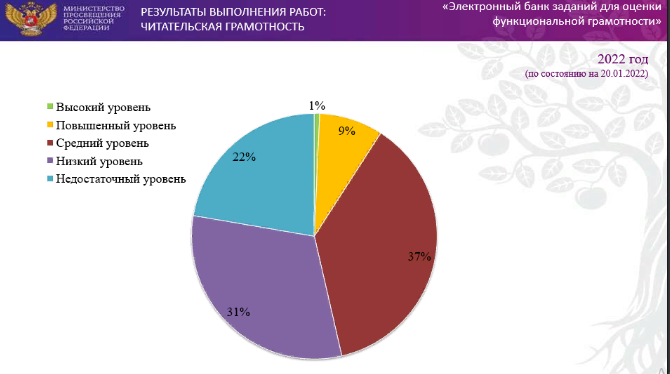 МИНИСТЕРСТВО
ПРОСВЕЩЕНИЯ
РОССИЙСКОЙ
ФЕДЕРАЦИИ
РЕЗУЛЬТАТЫ ВЫПОЛНЕНИЯ РАБОТ:
ЧИТАТЕЛЬСКАЯ ГРАМОТНОСТЬ
«Электронный банк заданий для оценки
функциональной грамотности»
2022 год
(по состоянию на 20.01.2022)
Высокий уровень
Повышенный уровень
Средний уровень
Низкий уровень
Недостаточный уровень
1%
9%
22%
37%
31%